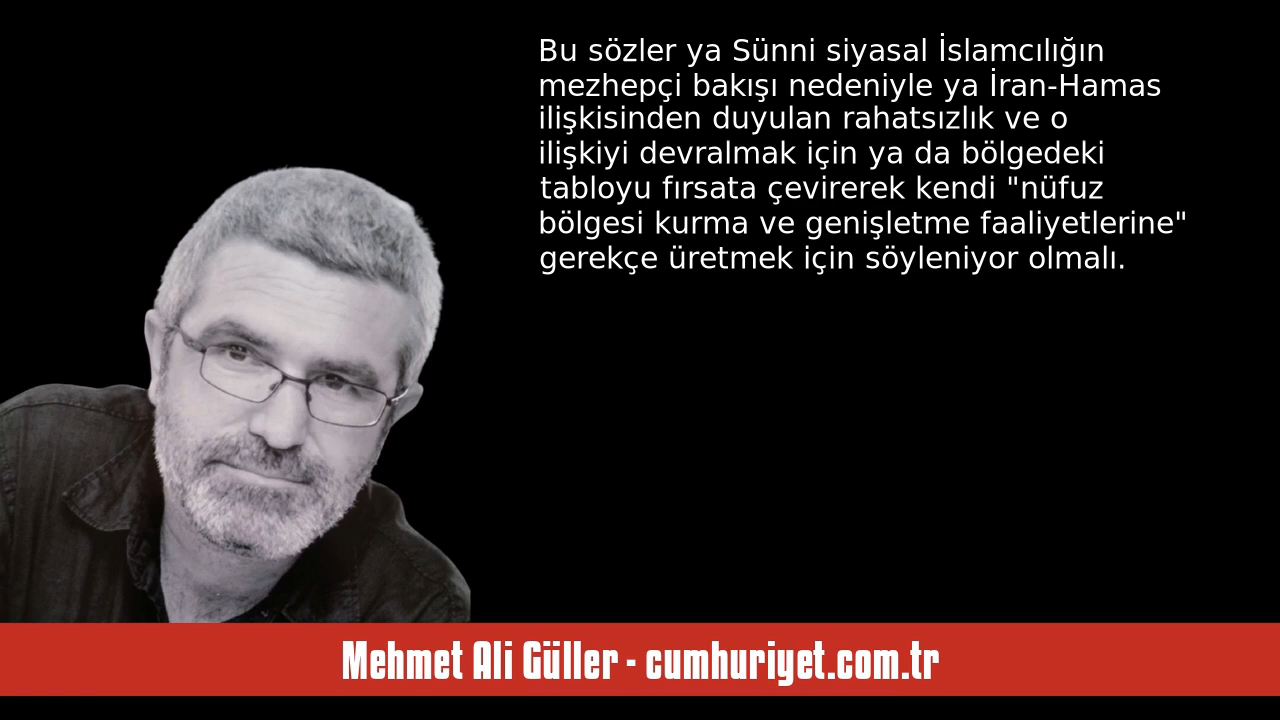 Bu sözler ya Sünni siyasal İslamcılığın
mezhepçi bakışı nedeniyle ya İran-Hamas
ilişkisinden duyulan rahatsızlık ve o
ilişkiyi devralmak için ya da bölgedeki
tabloyu fırsata çevirerek kendi "nüfuz
bölgesi kurma ve genişletme faaliyetlerine"
gerekçe üretmek için söyleniyor olmalı.
Mehmet Ali Güller - cumhuriyet.com.tr